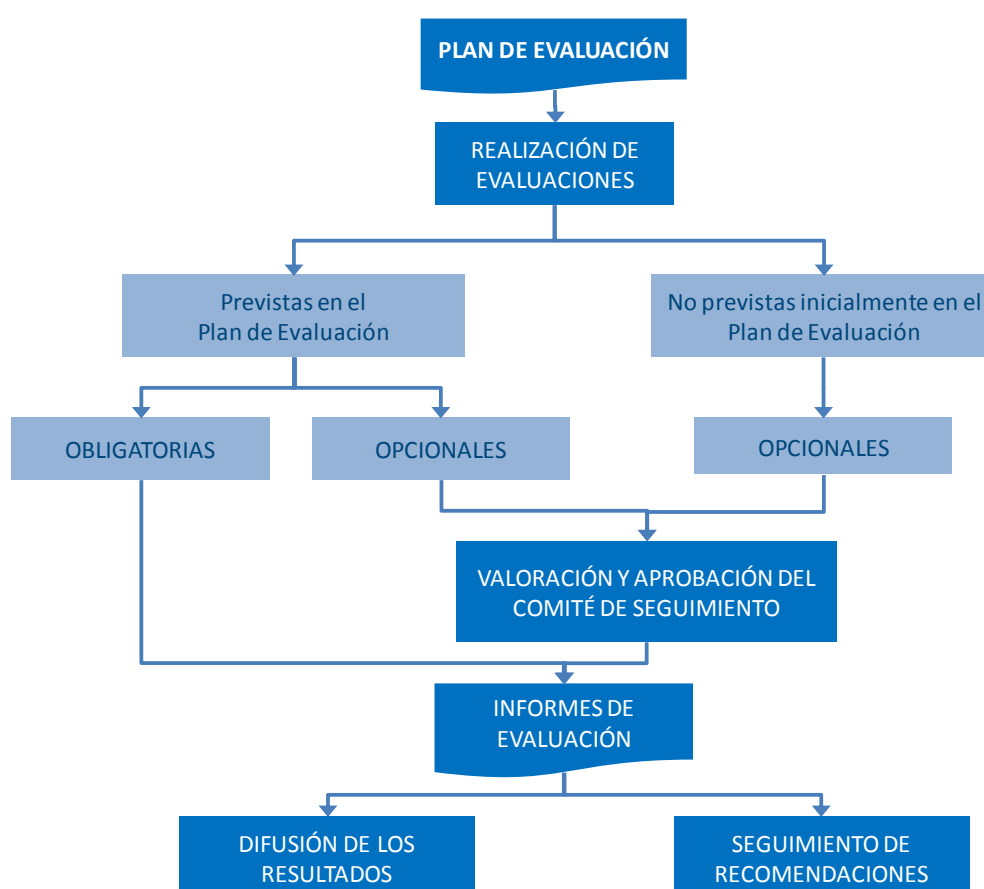 PLAN DE EVALUACIÓN
REALIZACIÓN DE
EVALUACIONES
Previstas en el
Plan de Evaluación
No previstas inicialmente en el
Plan de Evaluación
OBLIGATORIAS
OPCIONALES
OPCIONALES
VALORACIÓN Y APROBACIÓN DEL
COMITÉ DE SEGUIMIENTO
INFORMES DE
EVALUACIÓN
DIFUSIÓN DE LOS
RESULTADOS
SEGUIMIENTO DE
RECOMENDACIONES